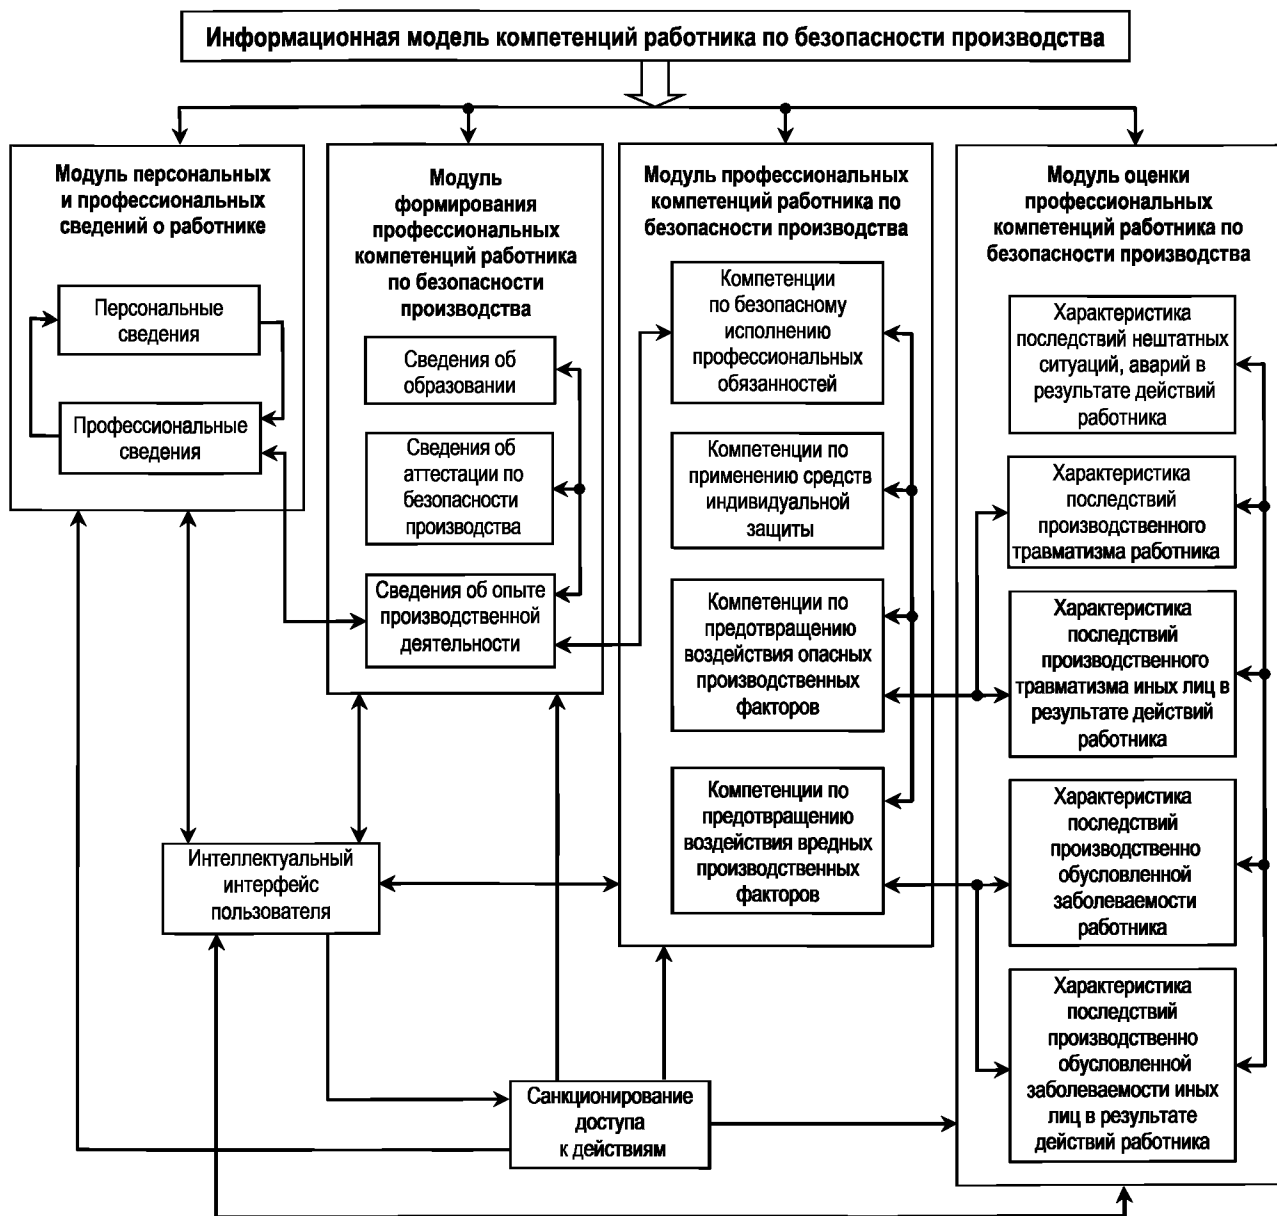 Информационная модель компетенций работника по безопасности производства
Модуль персональных
и профессиональных
сведений о работнике
Персональные
сведения
Профессиональные
сведения
Модуль
формирования
профессиональных
компетенций работника
по безопасности
производства
Сведения об
образовании
Сведения об
аттестации по
безопасности
производства
Сведения об опыте
производственной
деятельности
Модуль профессиональных
компетенций работника по
безопасности производства
Компетенции
по безопасному
исполнению
профессиональных
обязанностей
Компетенции по
применению средств
индивидуальной
защиты
Компетенции по
предотвращению
воздействия опасных
производственных
факторов
Компетенции по
предотвращению
воздействия вредных
производственных
факторов
Модуль оценки
профессиональных
компетенций работника по
безопасности производства
Характеристика
последствий нештатных
ситуаций, аварий в
результате действий
работника
Характеристика
последствий
производственного
травматизма работника
Характеристика
последствий
производственного
травматизма иных лиц в
результате действий
работника
Характеристика
последствий
производственно
обусловленной
заболеваемости
работника
Характеристика
последствий
производственно
обусловленной
заболеваемости иных
лиц в результате
действий работника
Интеллектуальный
интерфейс
пользователя
Санкционирование
доступа
к действиям